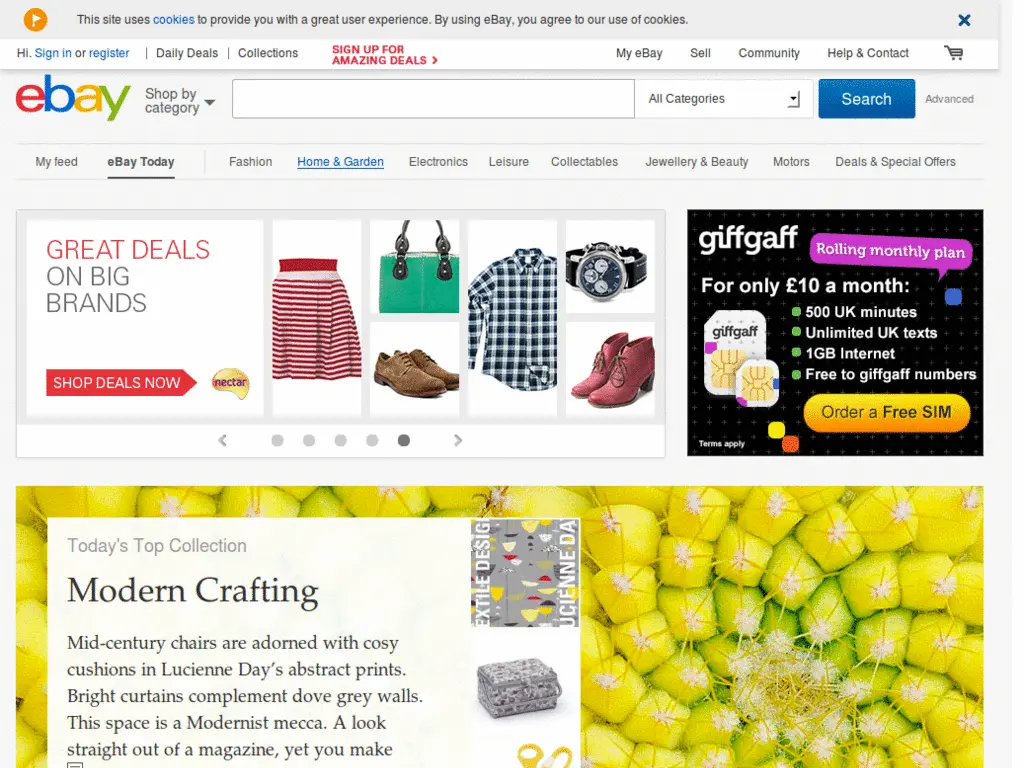 This site uses cookies to provide you with a great user experience. By using eBay, you agree to our use of cookies.
Hi. Sign in or register | Daily Deals | Collections
SIGN UP FOR
AMAZING DEALS
My eBay Sell Community Help & Contact
ebay
Shop by
category
All Categories
Search
Advanced
My feed eBay Today Fashion Home & Garden Electronics Leisure Collectables Jewellery & Beauty Motors Deals & Special Offers
GREAT DEALS
ON BIG
BRANDS
SHOP DEALS NOW
nectar
giffgaff
Rolling monthly plan
For only £10 a month:
500 UK minutes
Unlimited UK texts
1GB Internet
Free to giffgaff numbers
giffgaff
Order a Free SIM
Terms apply
Today's Top Collection
Modern Crafting
Mid-century chairs are adorned with cosy
cushions in Lucienne Day’s abstract prints.
Bright curtains complement dove grey walls.
This space is a Modernist mecca. A look
straight out of a magazine, yet you make
EXTILE DESIG
UCIENNE DA